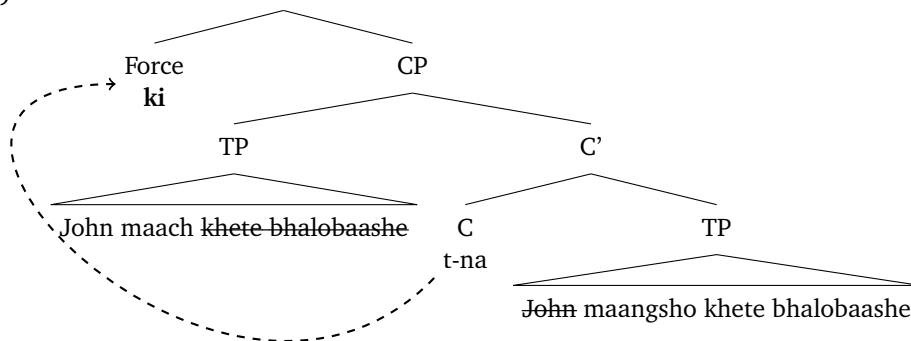 Force CP
ki
TP C’
John maach khete bhalobaashe C TP
t-na
John maangsho khete bhalobaashe